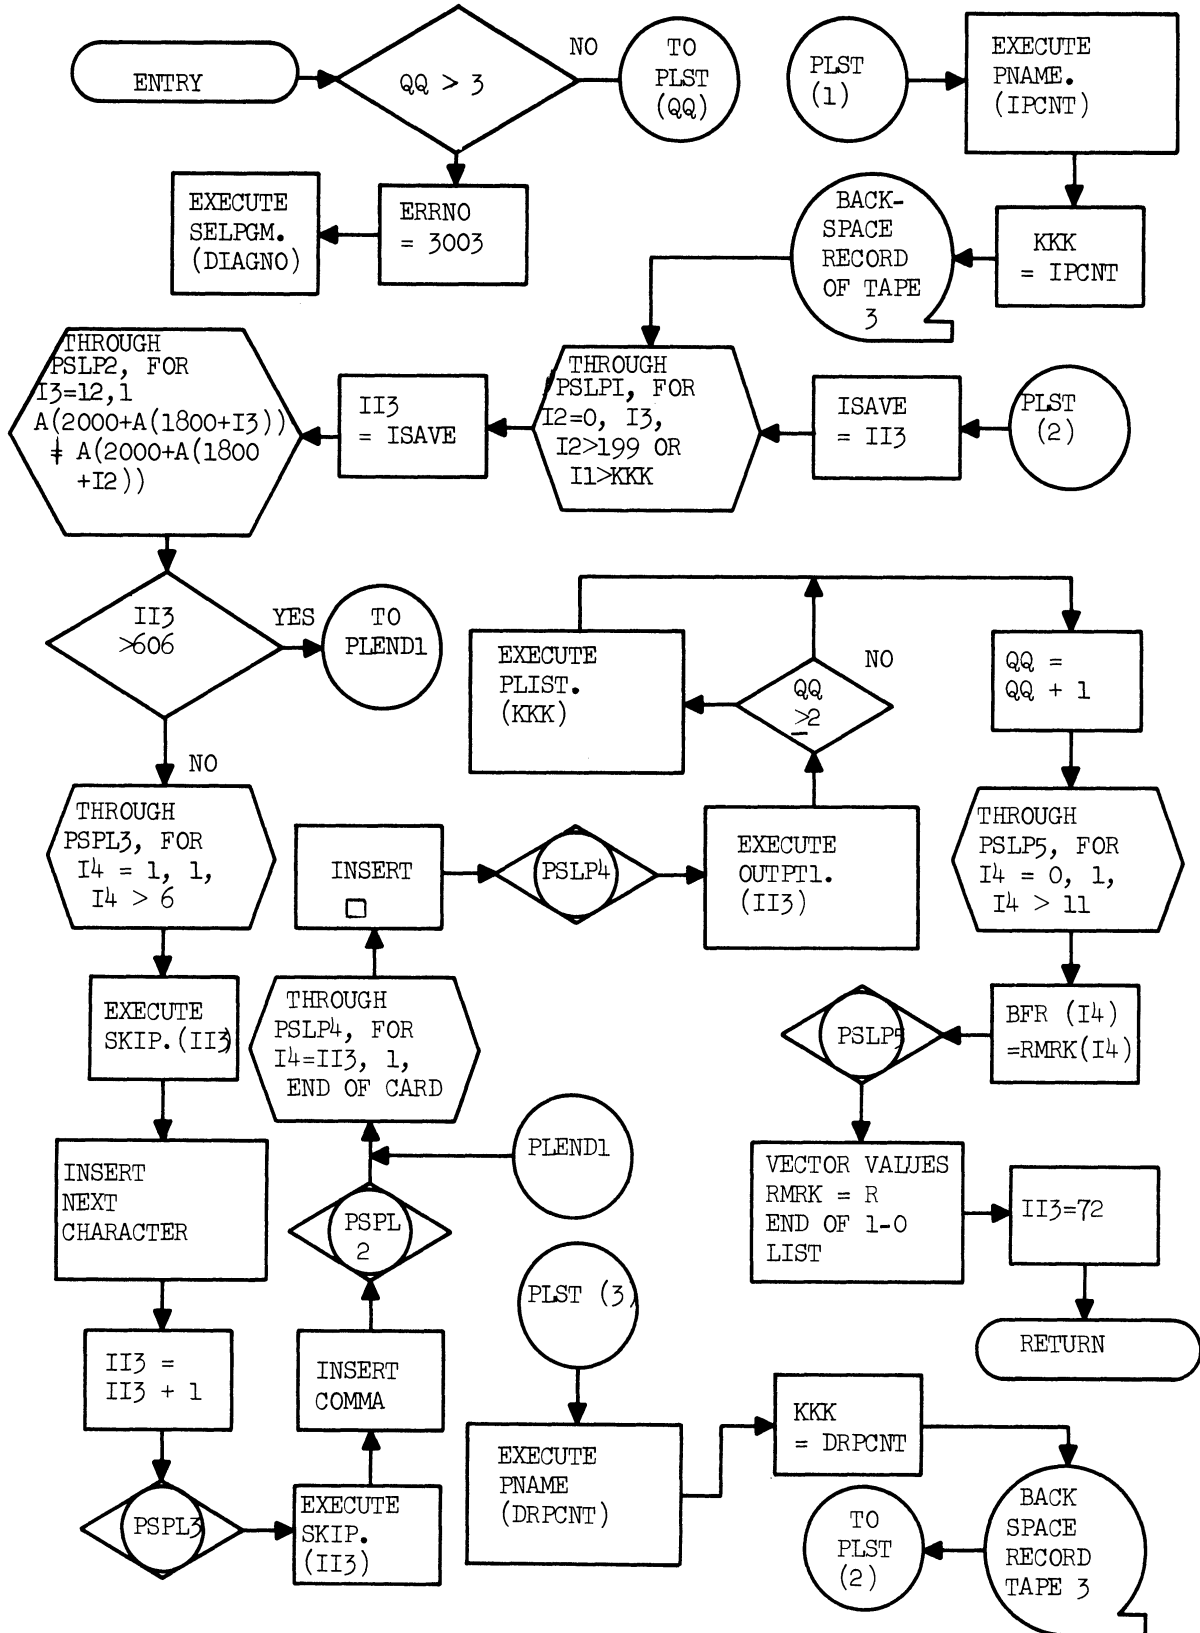 ENTRY
QQ > 3
NO
TO
PLST
(QQ)
PLST
(1)
EXECUTE
PNAME.
(IPCNT)
EXECUTE
SELPGM.
(DIAGNO)
ERRNO
= 3003
BACK-
SPACE
RECORD
OF TAPE
3
KKK
= IPCNT
THROUGH
PSLP2, FOR
I3=12,1
A(2000+A(1800+I3))
≠ A(2000+A(1800
+I2))
II3
= ISAVE
THROUGH
PSLPI, FOR
I2=0, I3,
I2>199 OR
I1>KKK
ISAVE
= II3
PLST
(2)
II3
>606
YES
TO
PLEND1
NO
EXECUTE
PLIST.
(KKK)
QQ
≥2
NO
QQ =
QQ + 1
THROUGH
PSPL3, FOR
I4 = 1, 1,
I4 > 6
INSERT
□
PSLP4
EXECUTE
OUTPT1.
(II3)
THROUGH
PSLP5, FOR
I4 = 0, 1,
I4 > 11
EXECUTE
SKIP.(II3)
THROUGH
PSLP4, FOR
I4=II3, 1,
END OF CARD
PSLP5
BFR (I4)
=RMRK(I4)
INSERT
NEXT
CHARACTER
PSPL
2
PLEND1
VECTOR VALUES
RMRK = R
END OF 1-0
LIST
II3=72
RETURN
PLST (3)
II3 =
II3 + 1
INSERT
COMMA
EXECUTE
PNAME
(DRPCNT)
KKK
= DRPCNT
PSPL3
EXECUTE
SKIP.
(II3)
TO
PLST
(2)
BACK
SPACE
RECORD
TAPE 3